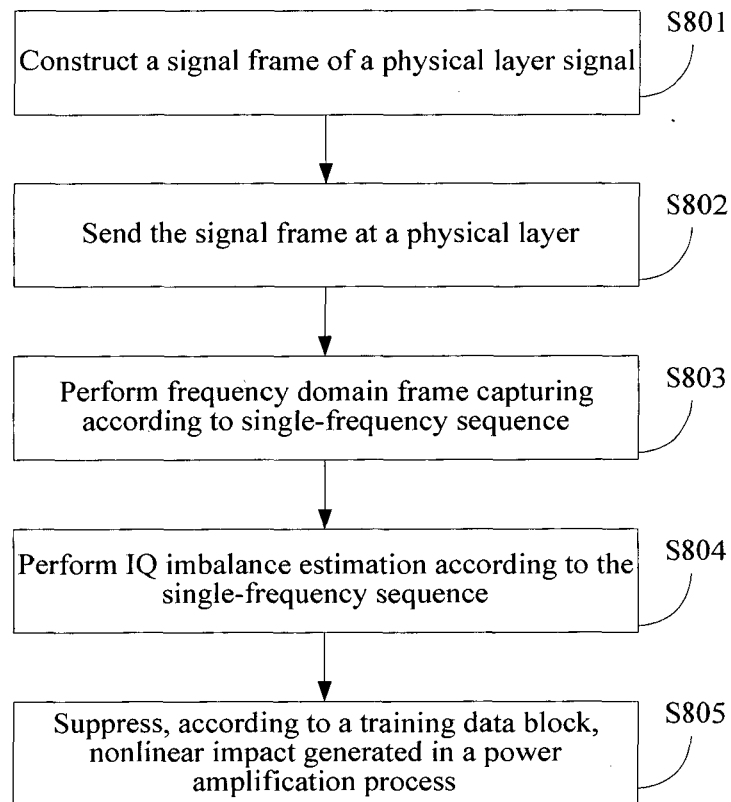 S801
Construct a signal frame of a physical layer signal
S802
Send the signal frame at a physical layer
S803
Perform frequency domain frame capturing
according to single-frequency sequence
S804
Perform IQ imbalance estimation according to the
single-frequency sequence
S805
Suppress, according to a training data block,
nonlinear impact generated in a power
amplification process